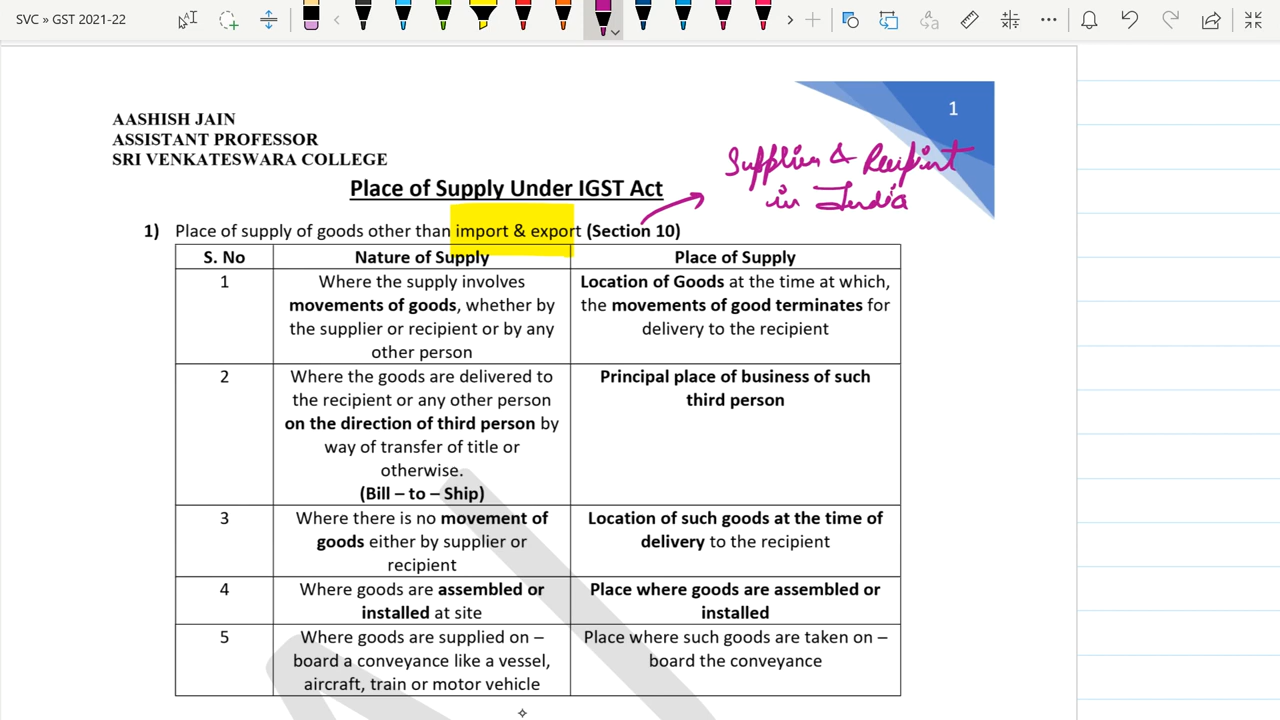 SVC » GST 2021-22
1
AASHISH JAIN
ASSISTANT PROFESSOR
SRI VENKATESWARA COLLEGE
Supplier & Recipient
in India
Place of Supply Under IGST Act
1) Place of supply of goods other than import & export (Section 10)
S. No Nature of Supply Place of Supply
1 Where the supply involves Location of Goods at the time at which,
movements of goods, whether by the movements of good terminates for
the supplier or recipient or by any delivery to the recipient
other person
2 Where the goods are delivered to Principal place of business of such
the recipient or any other person third person
on the direction of third person by
way of transfer of title or
otherwise.
(Bill – to – Ship)
3 Where there is no movement of Location of such goods at the time of
goods either by supplier or delivery to the recipient
recipient
4 Where goods are assembled or Place where goods are assembled or
installed at site installed
5 Where goods are supplied on – Place where such goods are taken on –
board a conveyance like a vessel, board the conveyance
aircraft, train or motor vehicle